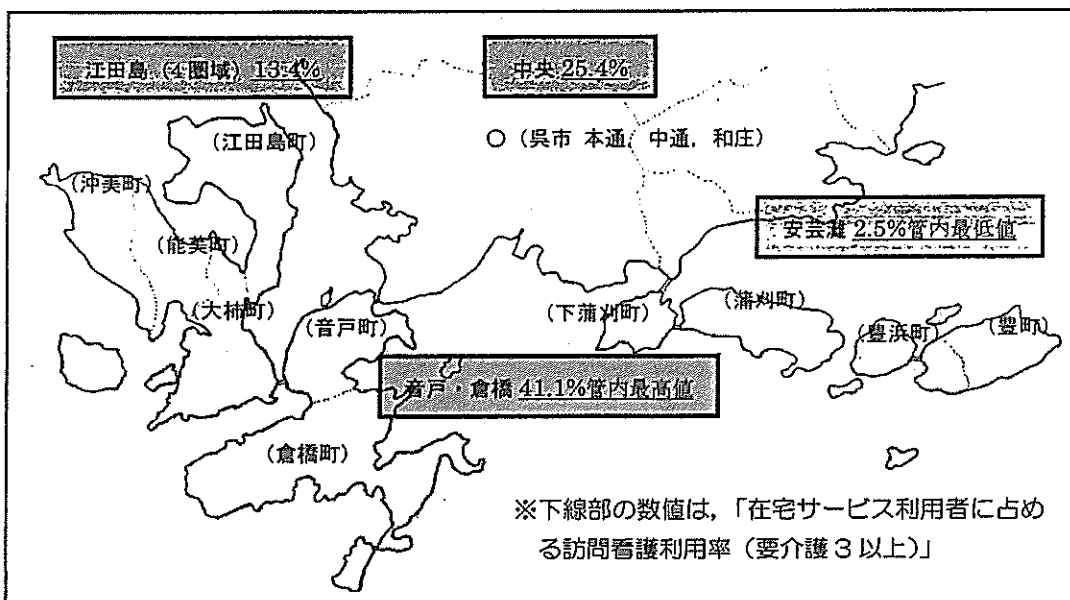 江田島（4圏域）13.4%
中央 25.4%
（江田島町）
○（呉市 本通，中通，和庄）
（沖美町）
安芸灘 2.5%管内最低値
（能美町）
（大柿町）
（音戸町）
（下蒲刈町）
（蒲刈町）
（豊浜町）
（豊町）
音戸・倉橋 41.1%管内最高値
（倉橋町）
※下線部の数値は，「在宅サービス利用者に占め
る訪問看護利用率（要介護３以上）」